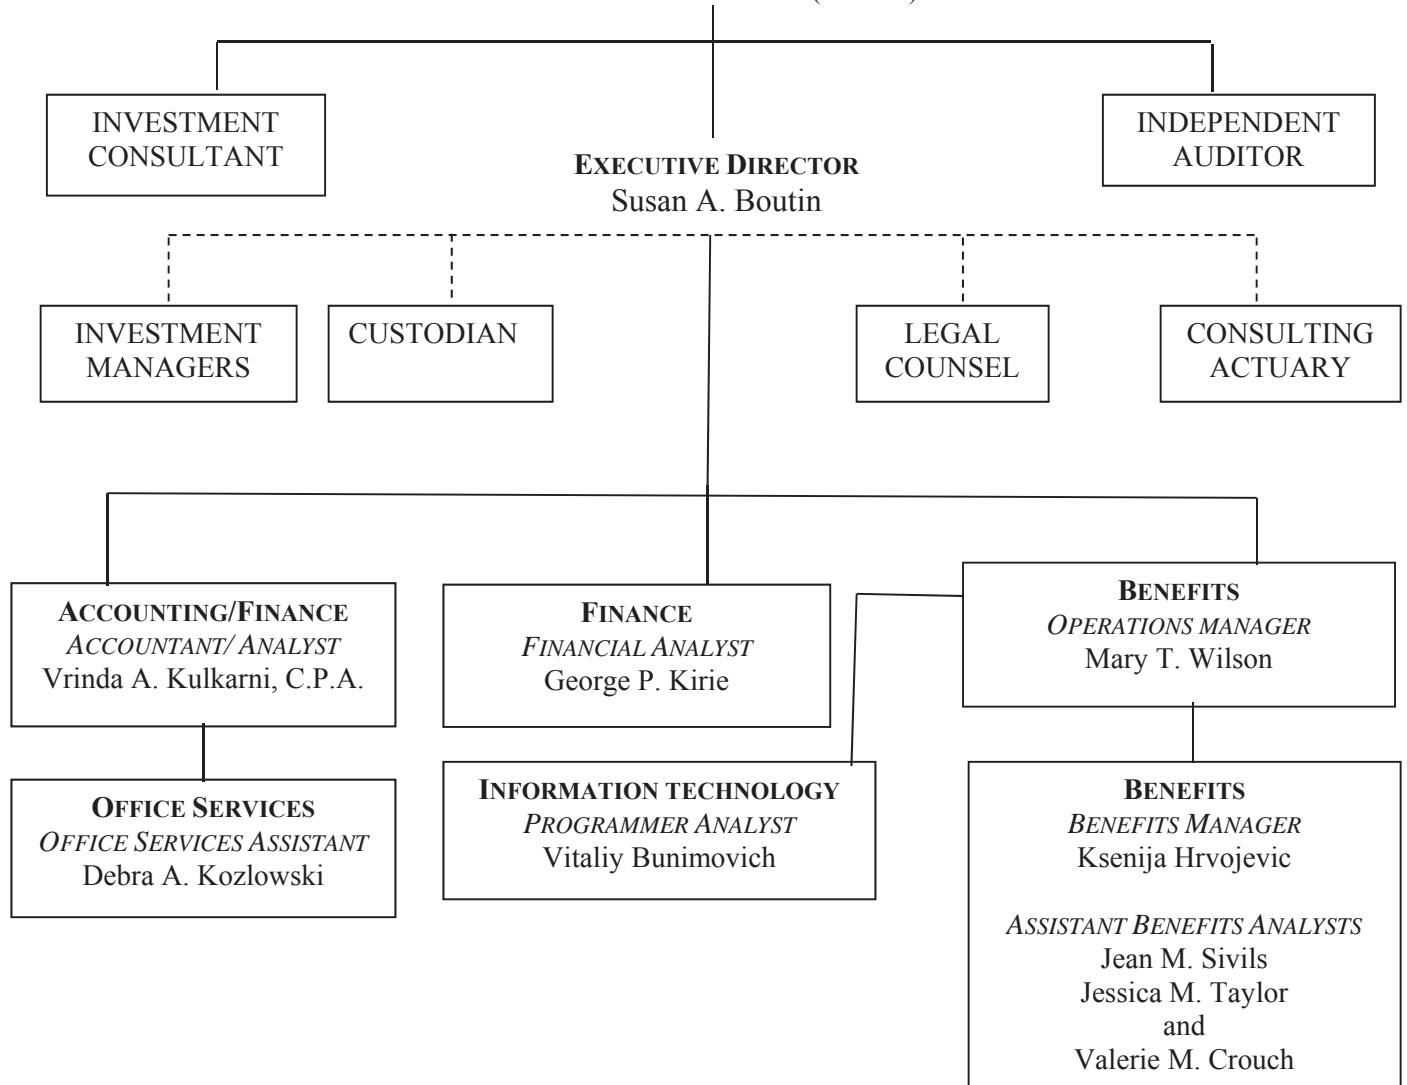 INVESTMENT
CONSULTANT
INDEPENDENT
AUDITOR
EXECUTIVE DIRECTOR
Susan A. Boutin
INVESTMENT
MANAGERS
CUSTODIAN
LEGAL
COUNSEL
CONSULTING
ACTUARY
ACCOUNTING/FINANCE
ACCOUNTANT/ ANALYST
Vrinda A. Kulkarni, C.P.A.
FINANCE
FINANCIAL ANALYST
George P. Kirie
BENEFITS
OPERATIONS MANAGER
Mary T. Wilson
OFFICE SERVICES
OFFICE SERVICES ASSISTANT
Debra A. Kozlowski
INFORMATION TECHNOLOGY
PROGRAMMER ANALYST
Vitaliy Bunimovich
BENEFITS
BENEFITS MANAGER
Ksenija Hrvojevic
ASSISTANT BENEFITS ANALYSTS
Jean M. Sivils
Jessica M. Taylor
and
Valerie M. Crouch